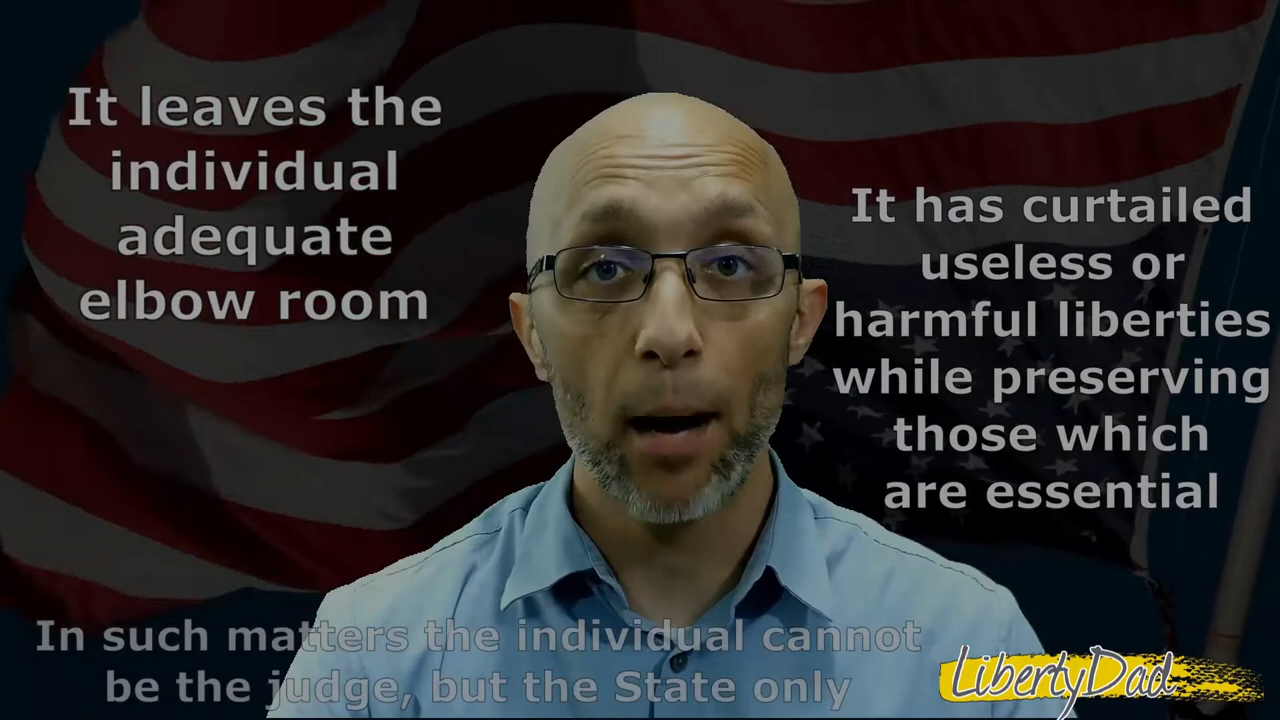 It leaves the
individual
adequate
elbow room
It has curtailed
useless or
harmful liberties
while preserving
those which
are essential
In such matters the individual cannot
be the judge, but the State only
LibertyDad